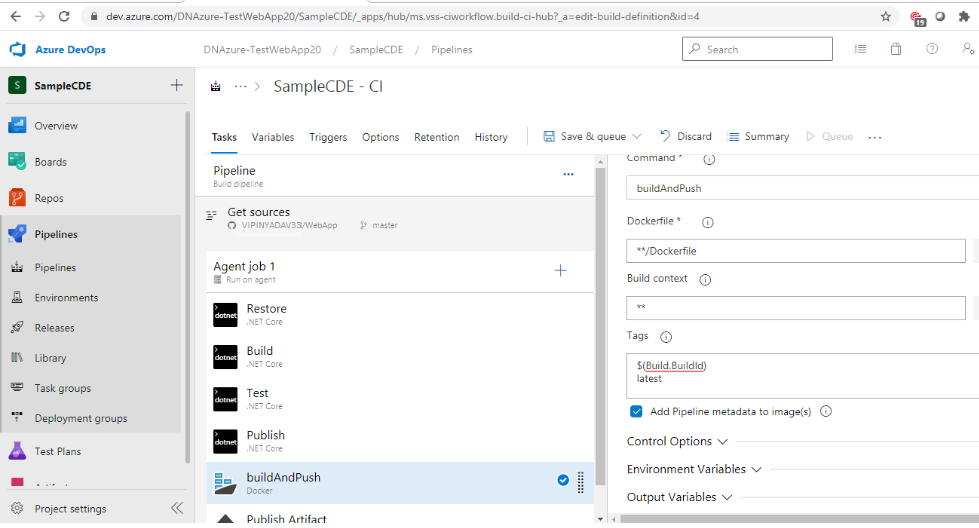 dev.azure.com/DNAzure-TestWebApp20/SampleCDE/_apps/hub/ms.vss-ciworkflow.build-ci-hub?_a=edit-build-definition&id=4
13
Azure DevOps
DNAzure-TestWebApp20 / SampleCDE / Pipelines
Search
S SampleCDE
SampleCDE - CI
Overview
Boards
Repos
Pipelines
Pipelines
Environments
Releases
Library
Task groups
Deployment groups
Test Plans
Project settings
Tasks Variables Triggers Options Retention History Save & queue Discard Summary Queue
Pipeline
Build pipeline
Get sources
VIPINYADAV33/WebApp master
Agent job 1
Run on agent
dotnet Restore
.NET Core
dotnet Build
.NET Core
dotnet Test
.NET Core
dotnet Publish
.NET Core
buildAndPush
Docker
Publish Artifact
Command *
buildAndPush
Dockerfile *
**/Dockerfile
Build context
**
Tags
$(Build.BuildId)
latest
Add Pipeline metadata to image(s)
Control Options
Environment Variables
Output Variables